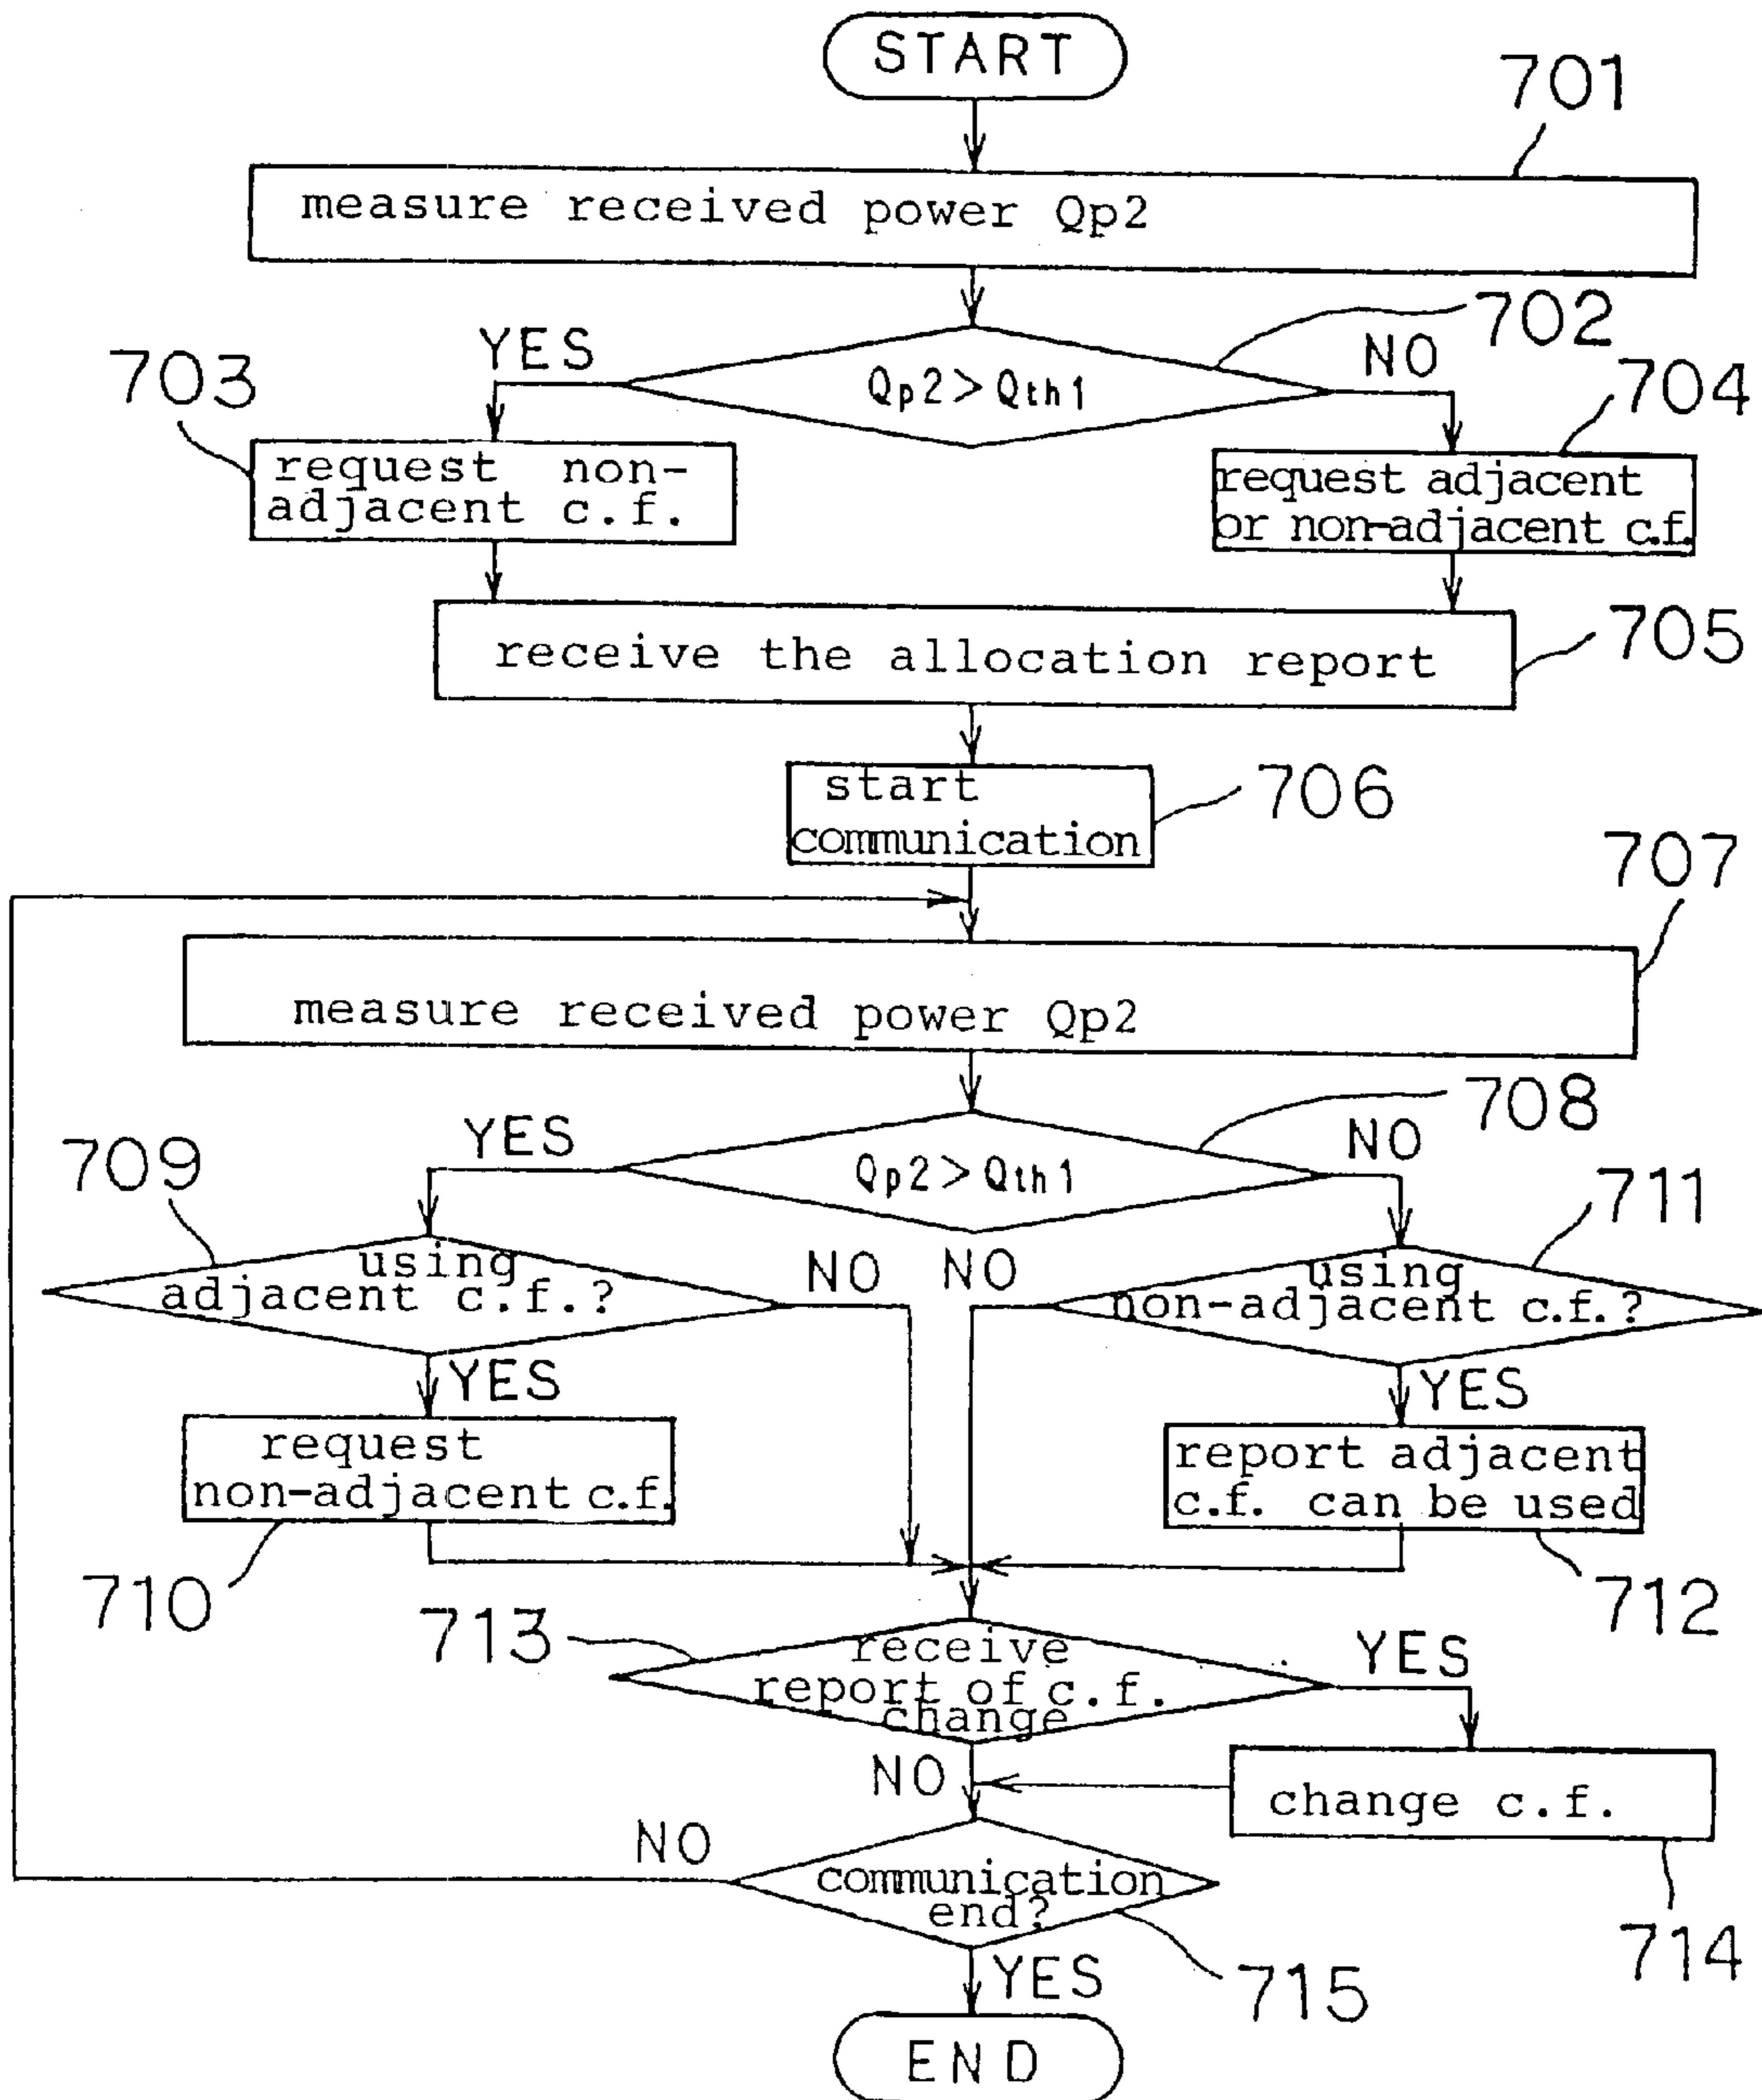 START
701
measure received power Qp2
702
YES
NO
703
704
Qp2>Qth1
request non-
adjacent c.f.
request adjacent
or non-adjacent c.f.
705
receive the allocation report
706
start
communication
707
measure received power Qp2
708
YES
NO
709
Qp2>Qth1
711
using
adjacent c.f.?
NO
NO
using
non-adjacent c.f.?
YES
YES
request
non-adjacent c.f.
report adjacent
c.f. can be used
710
712
713
receive
report of c.f.
change
YES
NO
change c.f.
NO
communication
end?
714
YES
715
END